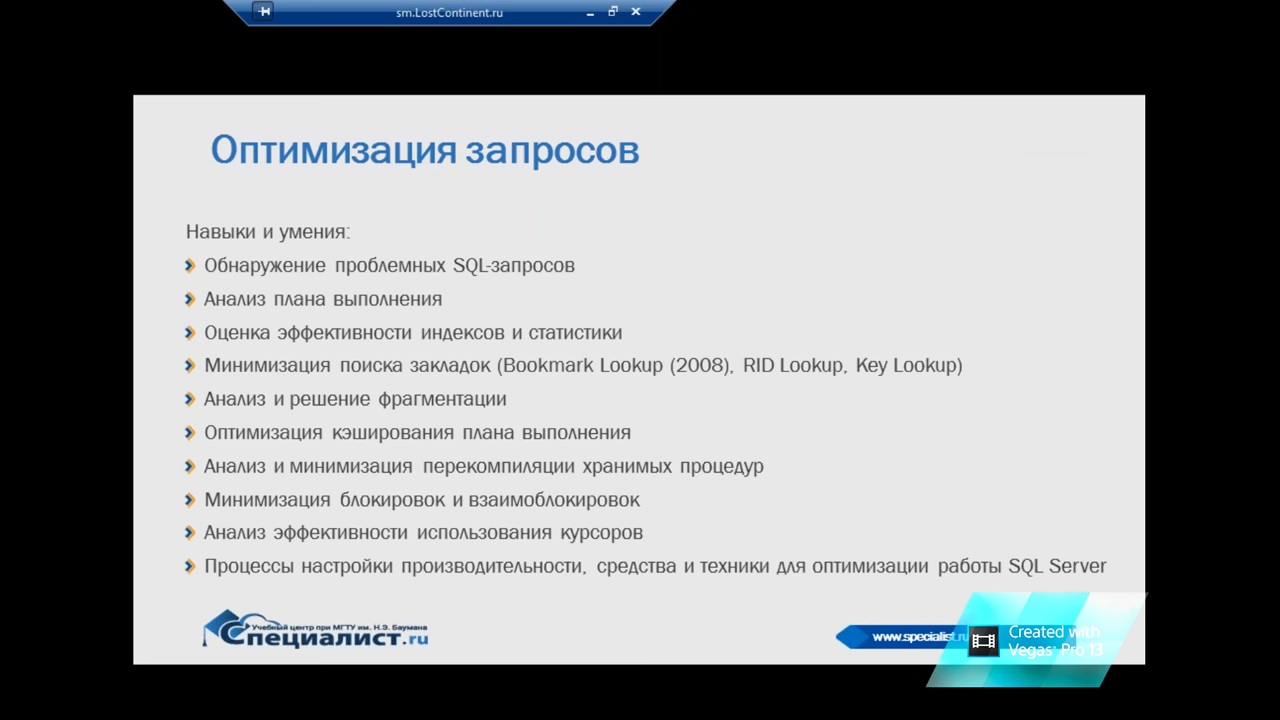 sm.LostContinent.ru
Оптимизация запросов
Навыки и умения:
Обнаружение проблемных SQL-запросов
Анализ плана выполнения
Оценка эффективности индексов и статистики
Минимизация поиска закладок (Bookmark Lookup (2008), RID Lookup, Key Lookup)
Анализ и решение фрагментации
Оптимизация кэширования плана выполнения
Анализ и минимизация перекомпиляции хранимых процедур
Минимизация блокировок и взаимоблокировок
Анализ эффективности использования курсоров
Процессы настройки производительности, средства и техники для оптимизации работы SQL Server
Учебный центр при МГТУ им. Н.Э. Баумана
Специалист.ru
www.specialist.ru
Created with
Vegas Pro 13